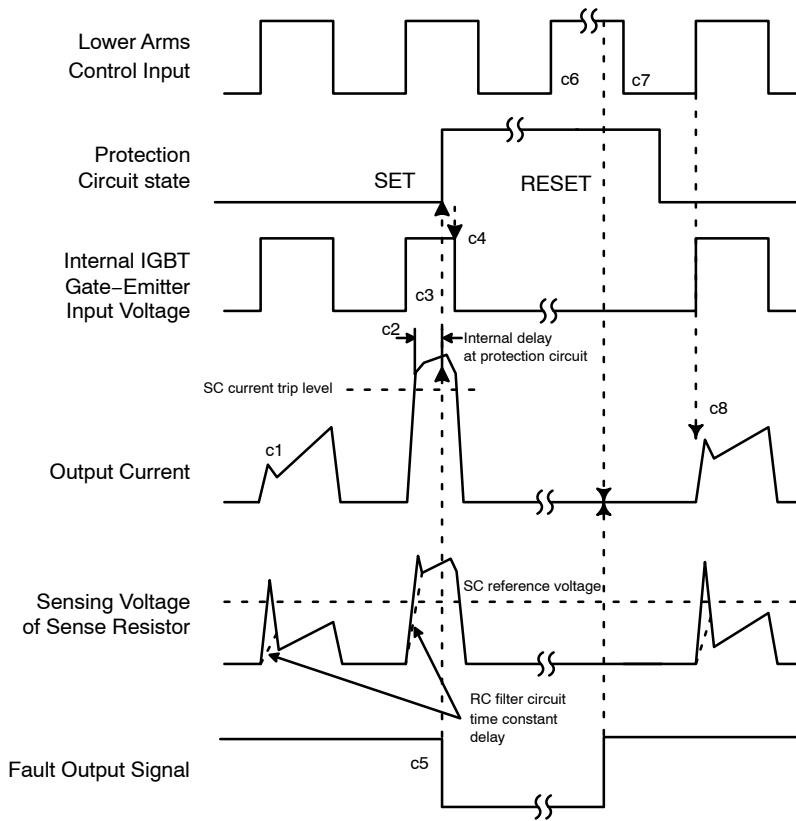 Lower Arms
Control Input
c6
c7
Protection
Circuit state
SET
RESET
c4
Internal IGBT
Gate−Emitter
Input Voltage
c3
c2
Internal delay
at protection circuit
SC current trip level
c8
c1
Output Current
SC reference voltage
Sensing Voltage
of Sense Resistor
RC filter circuit
time constant
delay
Fault Output Signal
c5